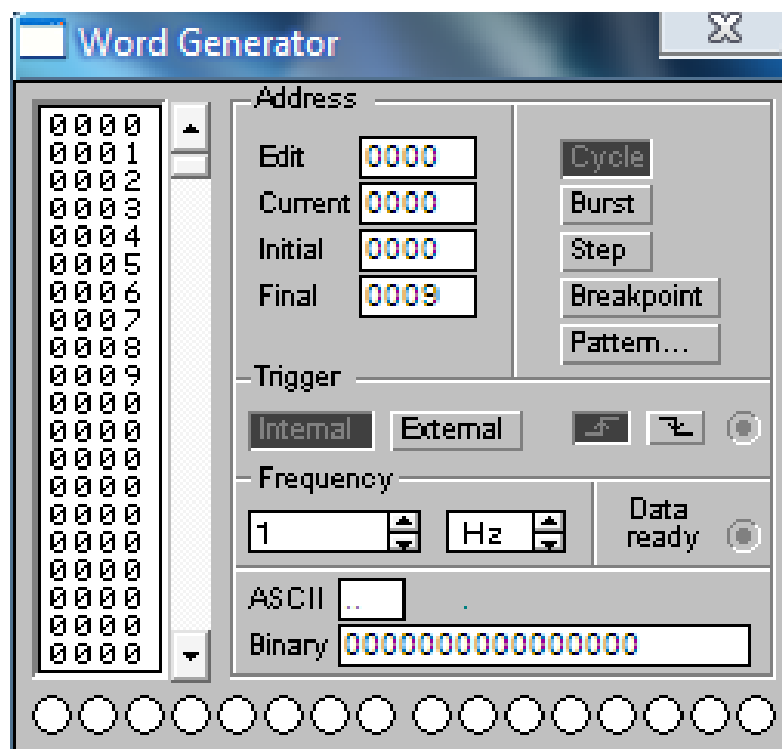 Word Generator
X
0000
0001
0002
0003
0004
0005
0006
0007
0008
0009
0000
0000
0000
0000
0000
0000
0000
0000
0000
0000
Address
Edit 0000
Current 0000
Initial 0000
Final 0009
Cycle
Burst
Step
Breakpoint
Pattern...
Trigger
Internal External
Frequency
1 Hz
Data
ready
ASCII .. .
Binary 0000000000000000